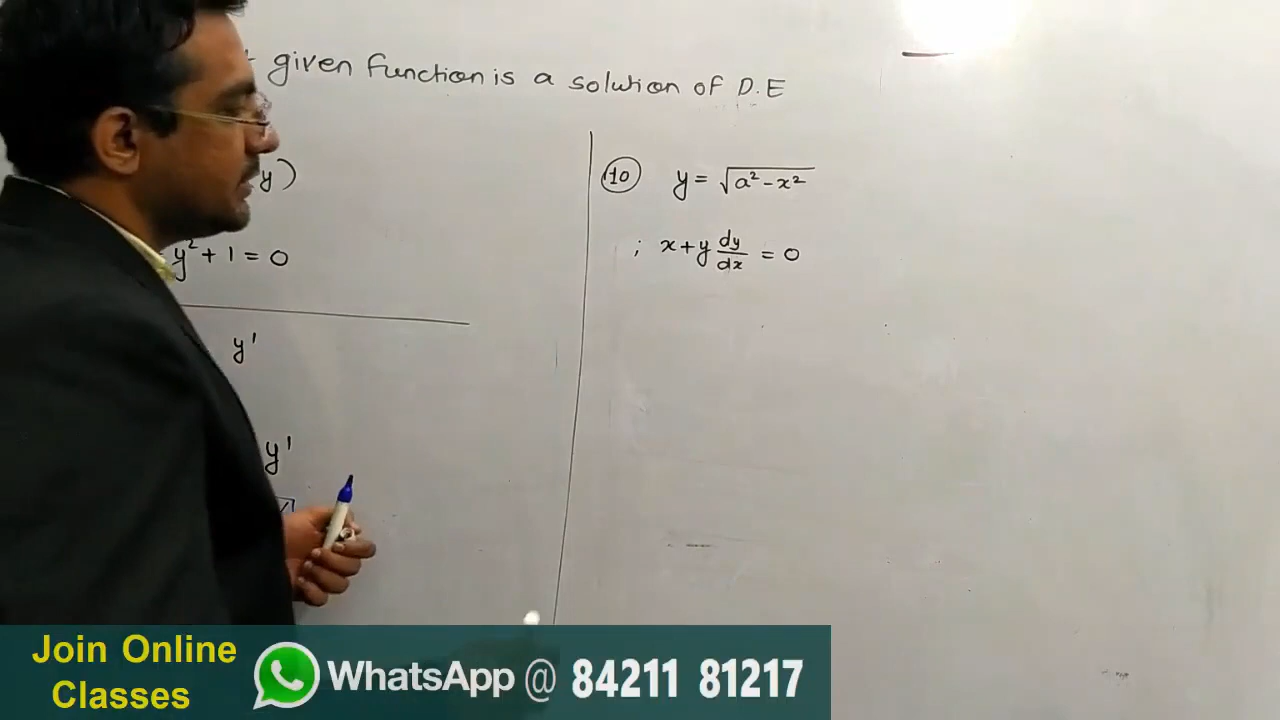 given function is a solution of D.E
y)
y² + 1 = 0
y'
y'
10 y = √a² - x²
; x + y dy/dx = 0
Join Online
Classes
WhatsApp @ 84211 81217